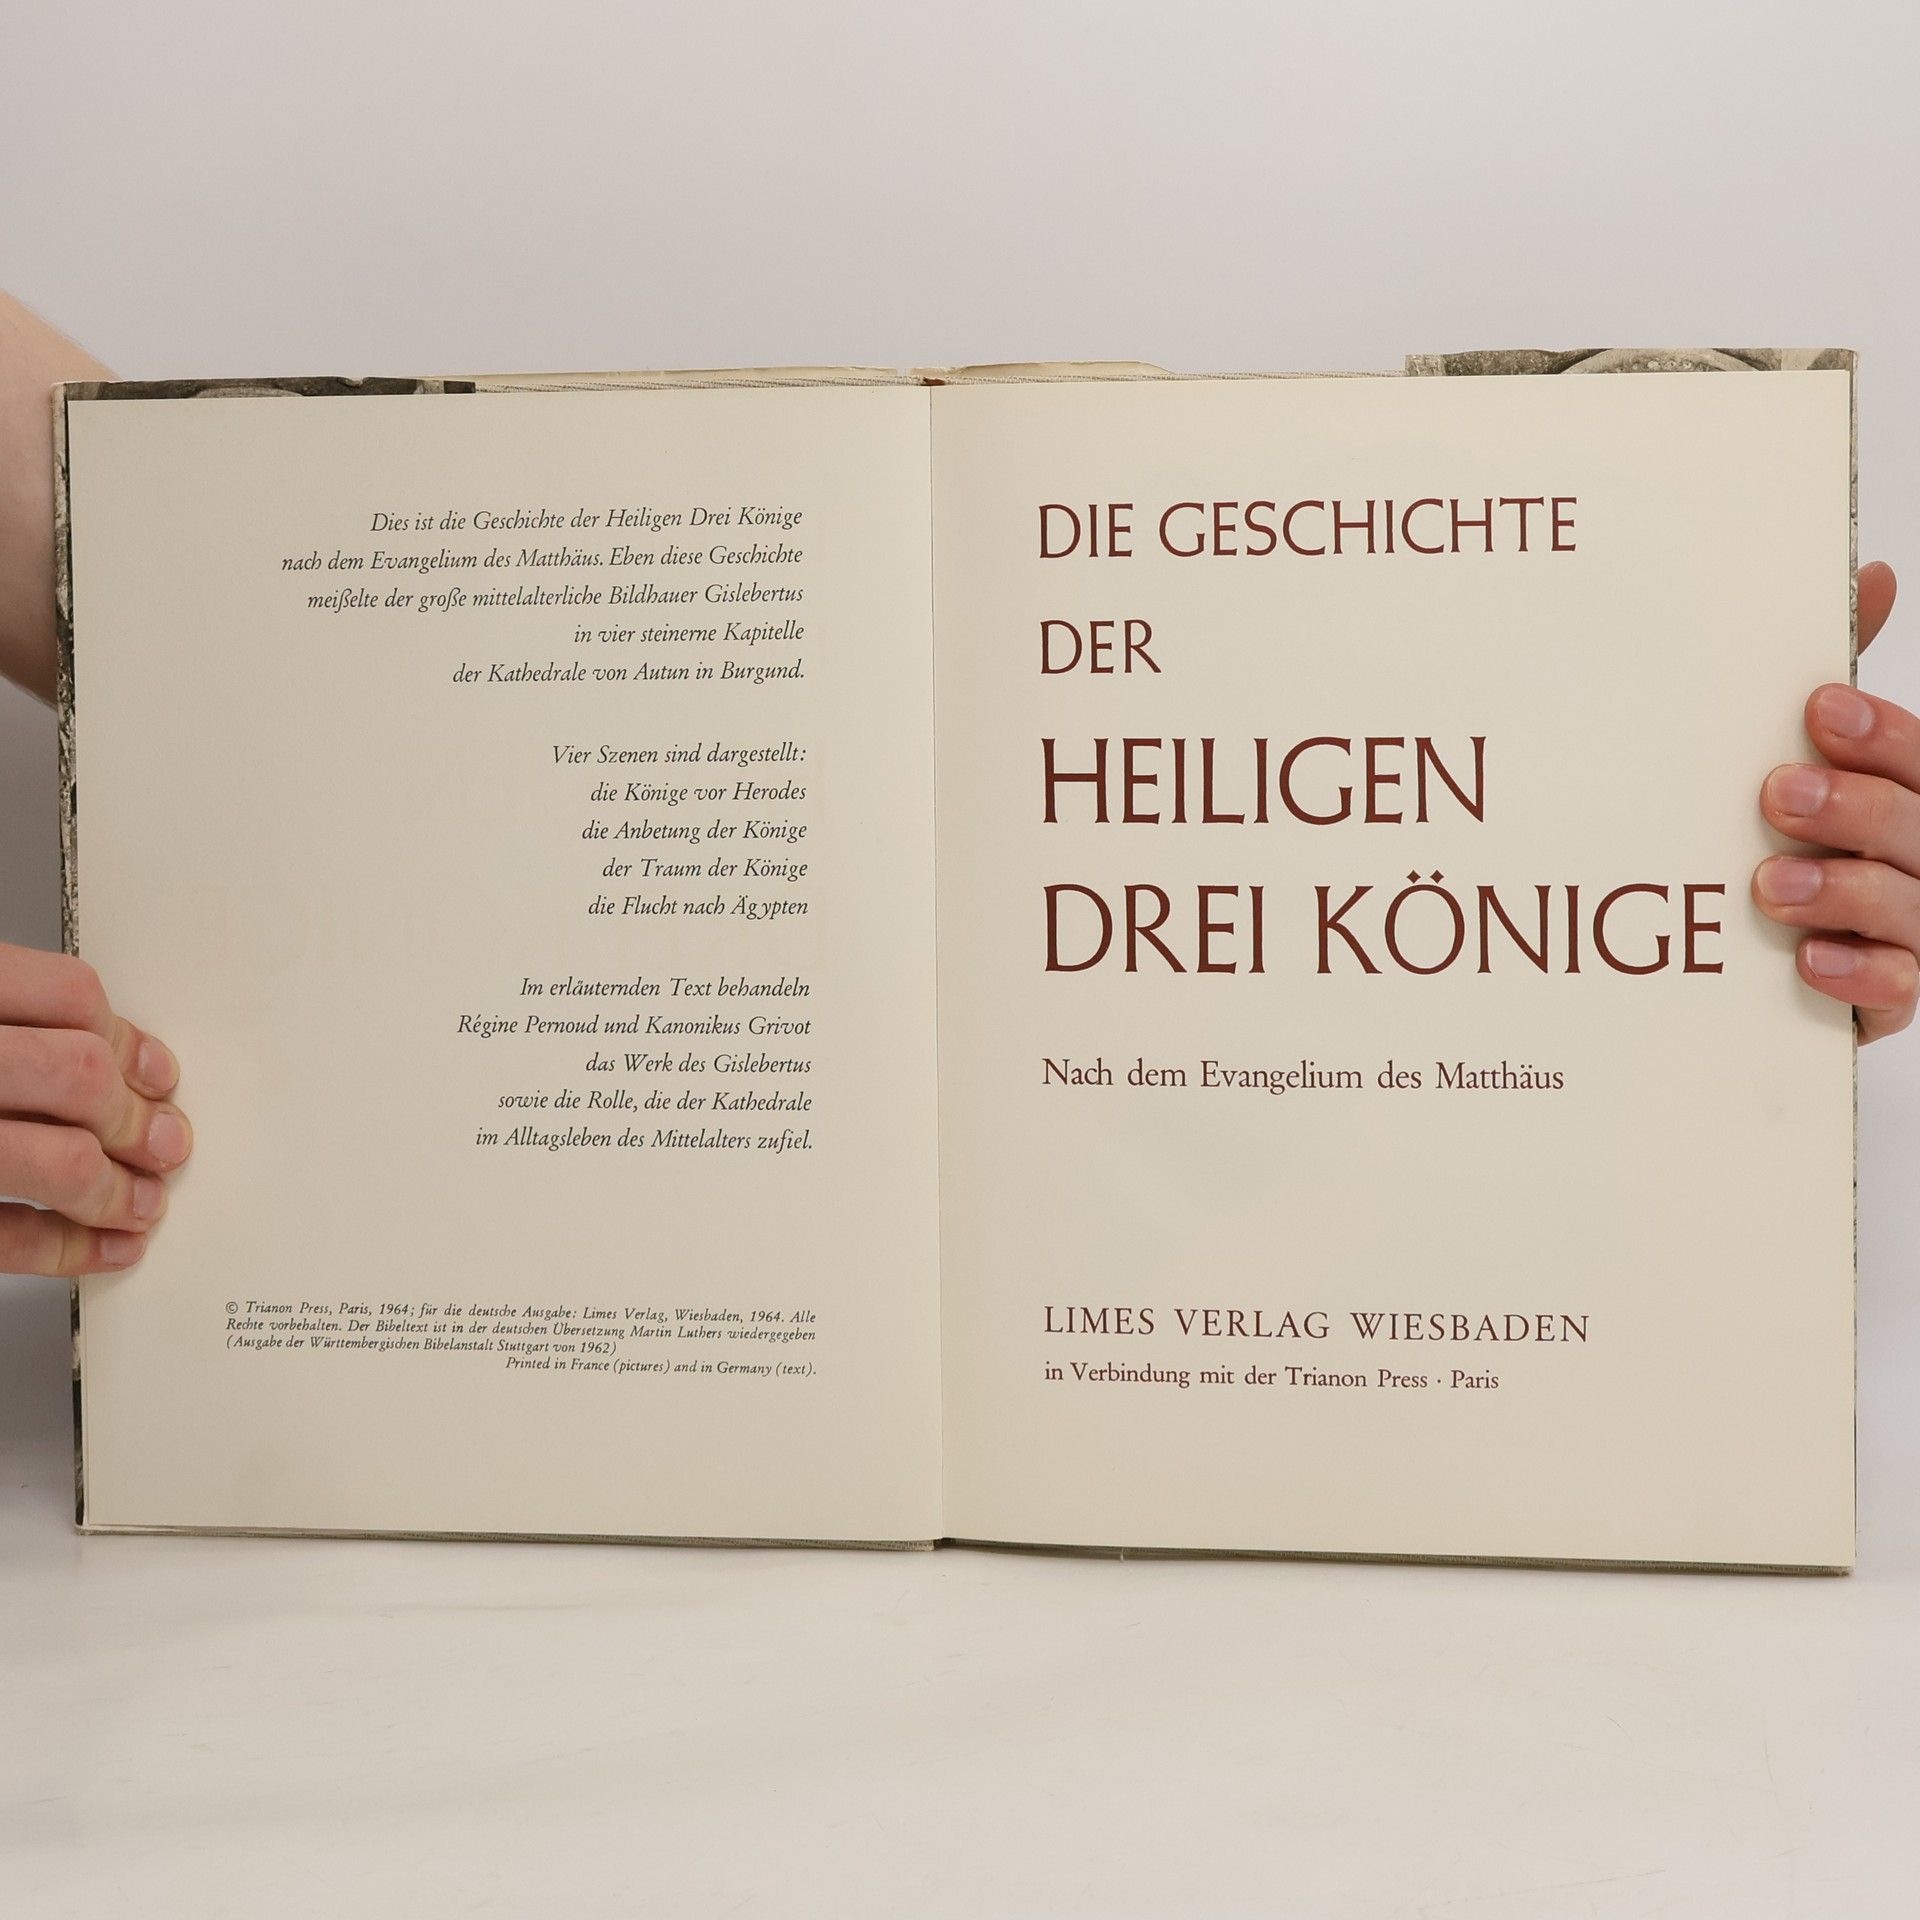 Dies ist die Geschichte der Heiligen Drei Könige
nach dem Evangelium des Matthäus. Eben diese Geschichte
meißelte der große mittelalterliche Bildhauer Gislebertus
in vier steinerne Kapitelle
der Kathedrale von Autun in Burgund.
Vier Szenen sind dargestellt:
die Könige vor Herodes
die Anbetung der Könige
der Traum der Könige
die Flucht nach Ägypten
Im erläuternden Text behandeln
Régine Pernoud und Kanonikus Grivot
das Werk des Gislebertus
sowie die Rolle, die der Kathedrale
im Alltagsleben des Mittelalters zufiel.
© Trianon Press, Paris, 1964; für die deutsche Ausgabe: Limes Verlag, Wiesbaden, 1964. Alle
Rechte vorbehalten. Der Bibeltext ist in der deutschen Übersetzung Martin Luthers wiedergegeben
(Ausgabe der Württembergischen Bibelanstalt Stuttgart von 1962)
Printed in France (pictures) and in Germany (text).
DIE GESCHICHTE
DER
HEILIGEN
DREI KÖNIGE
Nach dem Evangelium des Matthäus
LIMES VERLAG WIESBADEN
in Verbindung mit der Trianon Press · Paris